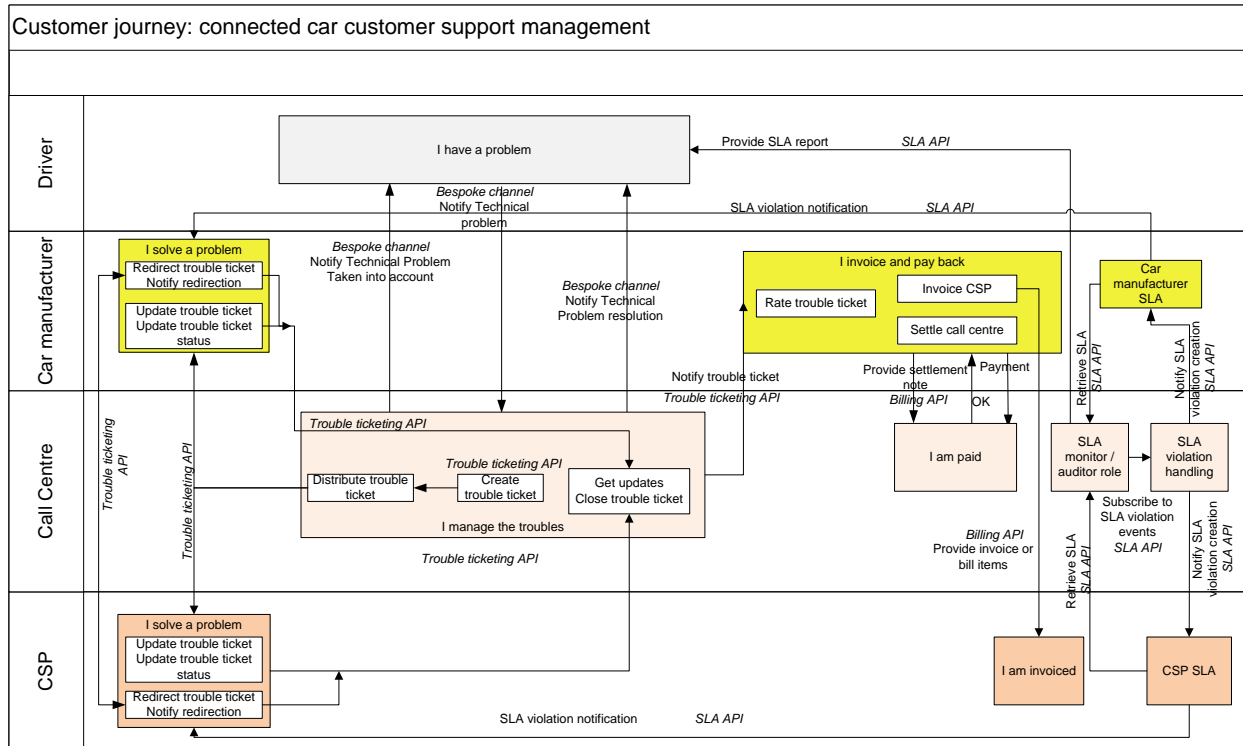 Customer journey: connected car customer support management
Driver
I have a problem
Provide SLA report
SLA API
Bespoke channel
Notify Technical
problem
SLA violation notification
SLA API
Car manufacturer
I solve a problem
Redirect trouble ticket
Notify redirection
Update trouble ticket
Update trouble ticket
status
Bespoke channel
Notify Technical Problem
Taken into account
Bespoke channel
Notify Technical
Problem resolution
I invoice and pay back
Rate trouble ticket
Invoice CSP
Settle call centre
Car
manufacturer
SLA
Retrieve SLA
SLA API
Notify SLA
violation creation
SLA API
Notify trouble ticket
Trouble ticketing API
Provide settlement
note
Billing API
Payment
OK
Call Centre
Trouble ticketing
API
Trouble ticketing API
Trouble ticketing API
Trouble ticketing API
Distribute trouble
ticket
Create
trouble ticket
Get updates
Close trouble ticket
I manage the troubles
Trouble ticketing API
I am paid
SLA
monitor /
auditor role
SLA
violation
handling
Subscribe to
SLA violation
events
SLA API
Billing API
Provide invoice or
bill items
Retrieve SLA
SLA API
Notify SLA
violation creation
SLA API
CSP
I solve a problem
Update trouble ticket
Update trouble ticket
status
Redirect trouble ticket
Notify redirection
I am invoiced
CSP SLA
SLA violation notification
SLA API